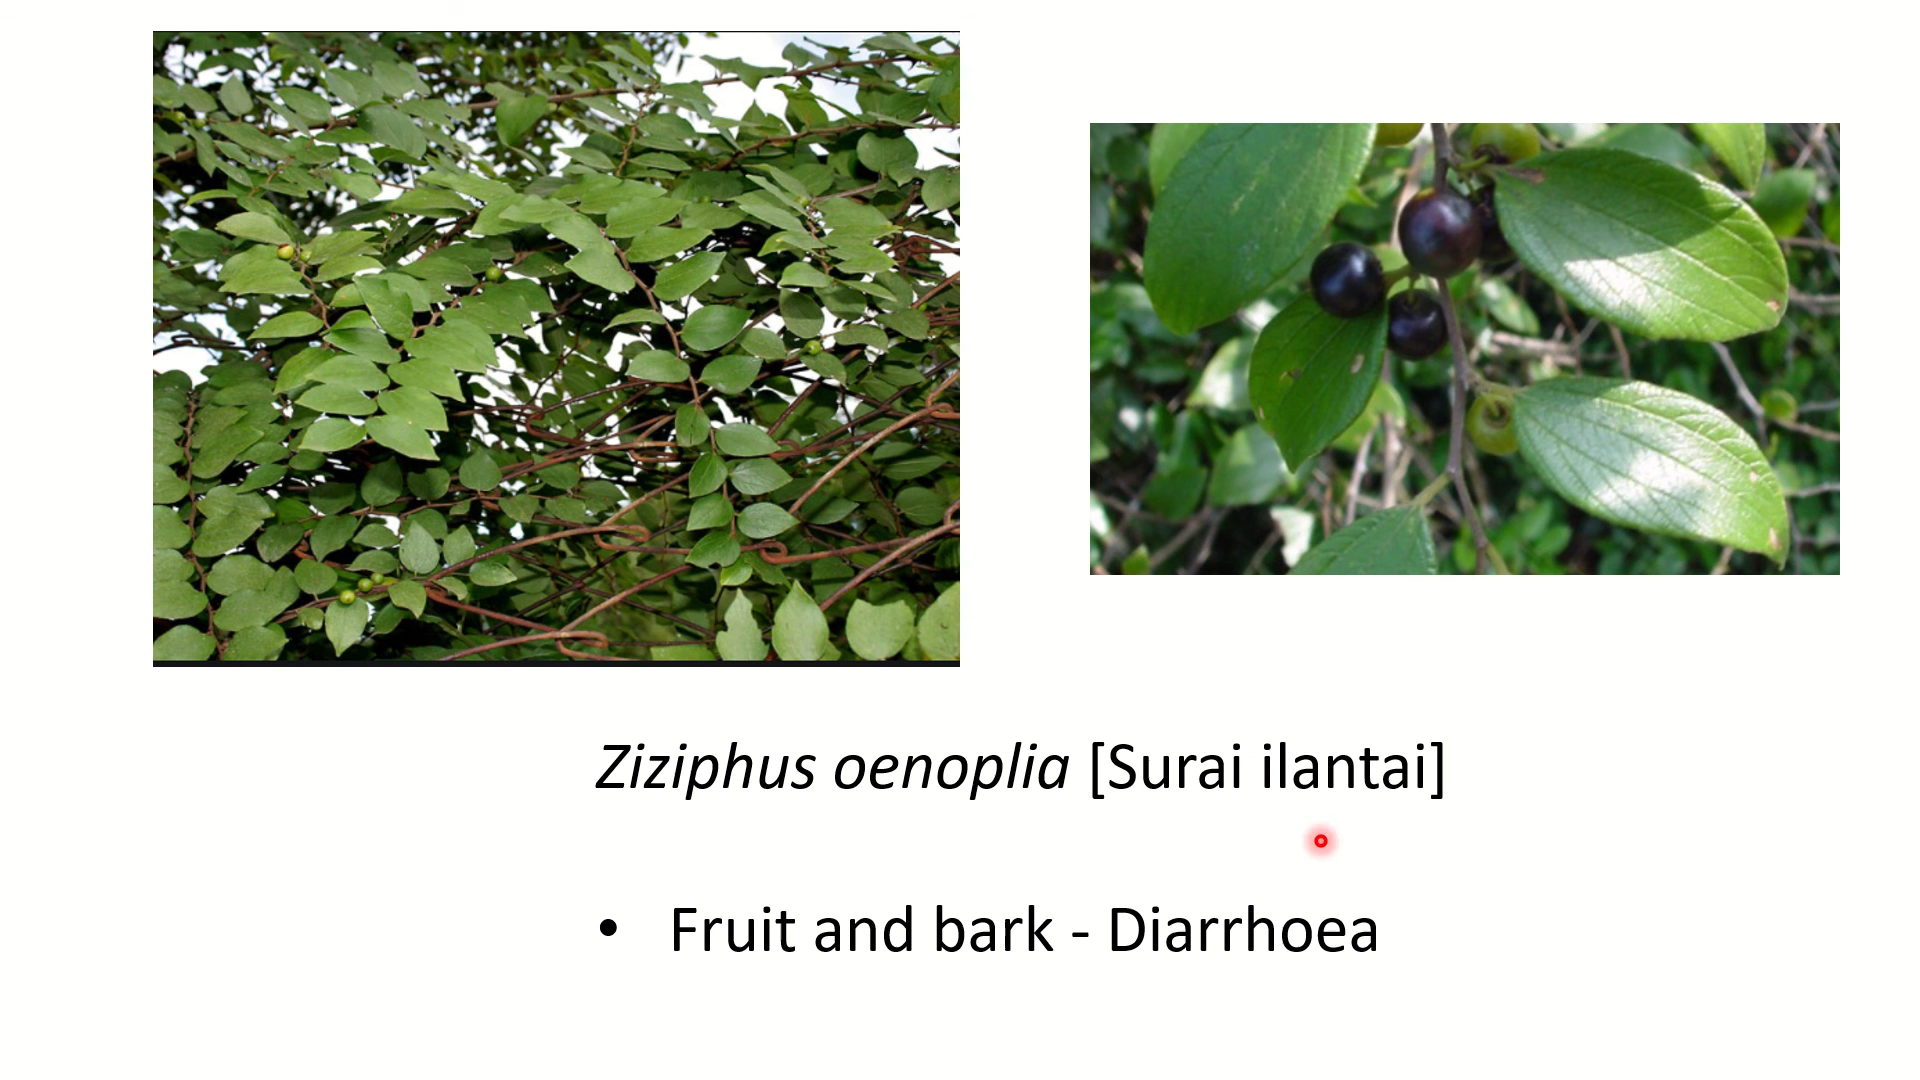 Ziziphus oenoplia [Surai ilantai]
• Fruit and bark - Diarrhoea